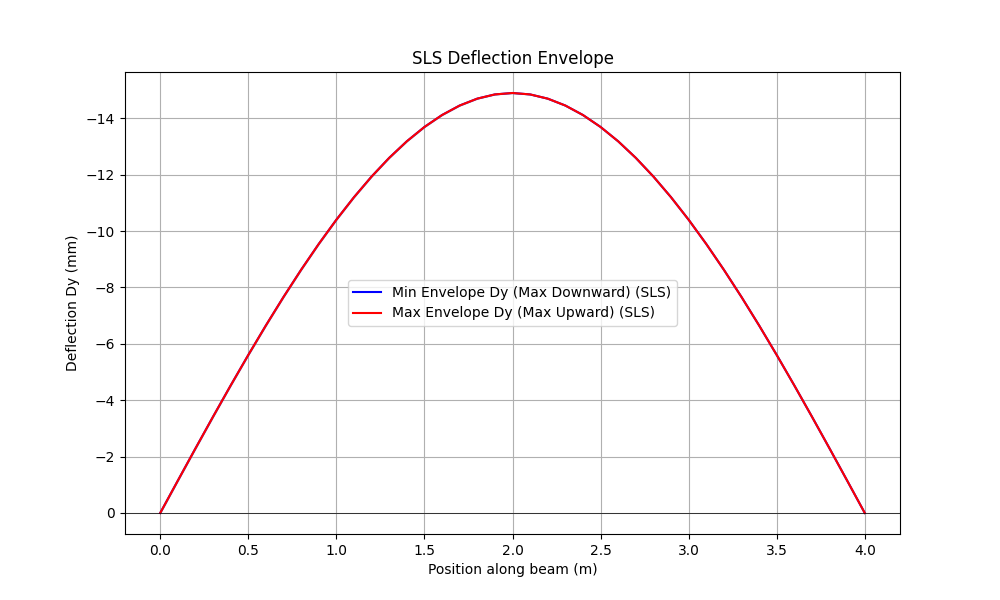 SLS Deflection Envelope
Deflection Dy (mm)
−14
−12
−10
−8
−6
−4
−2
0
Min Envelope Dy (Max Downward) (SLS)
Max Envelope Dy (Max Upward) (SLS)
0.0 0.5 1.0 1.5 2.0 2.5 3.0 3.5 4.0
Position along beam (m)